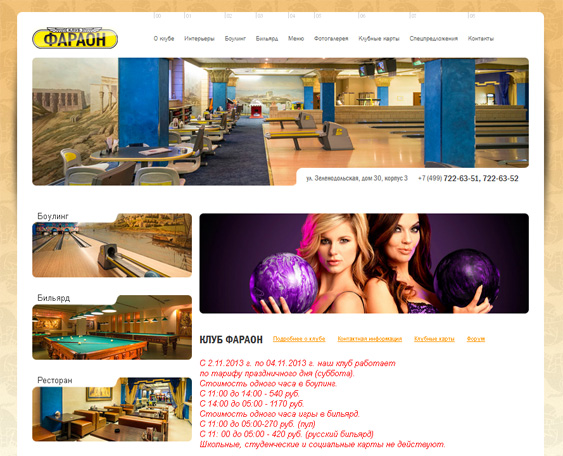 ФАРАОН
О клубе Интерьеры Боулинг Бильярд Меню Фотогалерея Клубные карты Спецпредложения Контакты
ул. Зеленодольская, дом 30, корпус 3 +7 (499) 722-63-51, 722-63-52
Боулинг
Бильярд
Ресторан
КЛУБ ФАРАОН Подробнее о клубе Контактная информация Клубные карты Форум
С 2.11.2013 г. по 04.11.2013 г. наш клуб работает
по тарифу праздничного дня (суббота).
Стоимость одного часа в боулинг.
С 11:00 до 14:00 - 540 руб.
С 14:00 до 05:00 - 1170 руб.
Стоимость одного часа игры в бильярд.
С 11:00 до 05:00-270 руб. (пул)
С 11: 00 до 05:00 - 420 руб. (русский бильярд)
Школьные, студенческие и социальные карты не действуют.